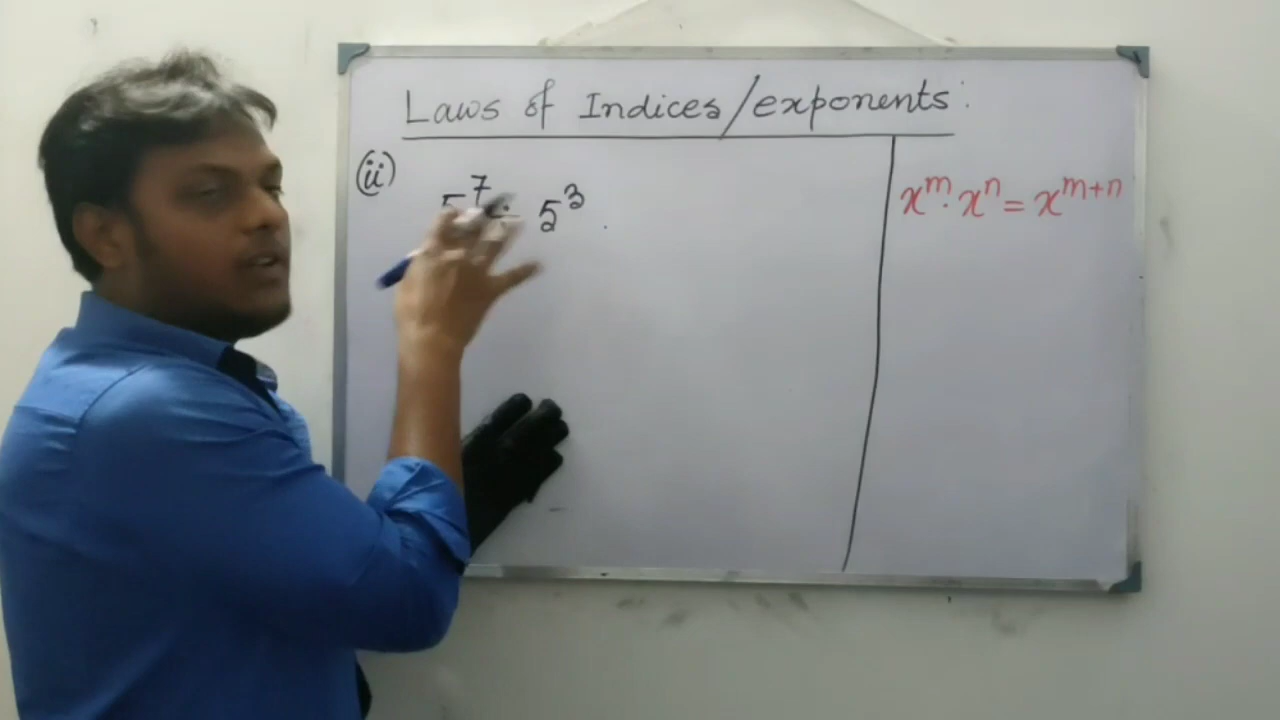 Laws of Indices/exponents:
(ii) 5⁷ ÷ 5³
xᵐ · xⁿ = xᵐ⁺ⁿ